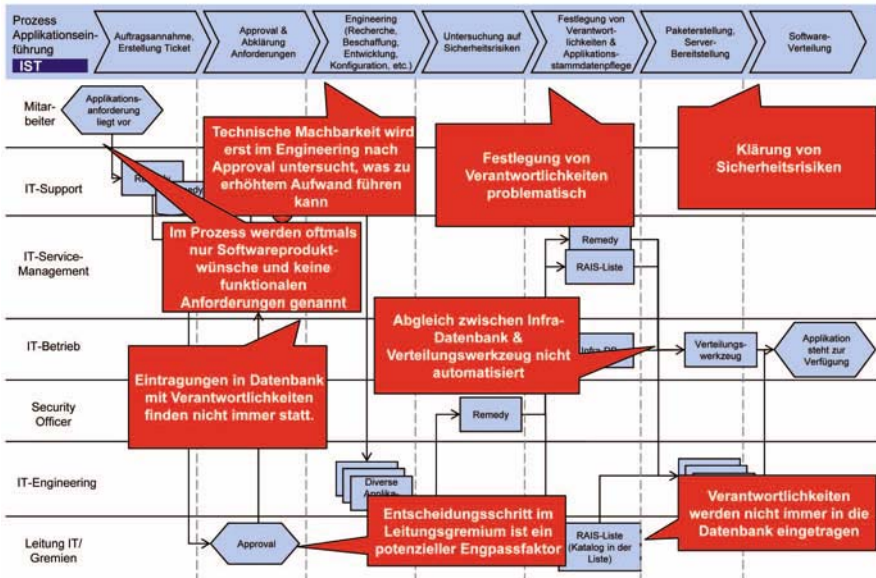 Prozess
Applikationsein-
führung
IST
Auftragsannahme,
Erstellung Ticket
Approval &
Abklärung
Anforderungen
Engineering
(Recherche,
Beschaffung,
Entwicklung,
Konfiguration, etc.)
Untersuchung auf
Sicherheitsrisiken
Festlegung von
Verantwort-
lichkeiten &
Applikations-
stammdatenpflege
Paketerstellung,
Server-
Bereitstellung
Software-
Verteilung
Mitar-
beiter
Applikations-
anforderung
liegt vor
Technische Machbarkeit wird
erst im Engineering nach
Approval untersucht, was zu
erhöhtem Aufwand führen
kann
Festlegung von
Verantwortlichkeiten
problematisch
Klärung von
Sicherheitsrisiken
IT-Support
IT-Service-
Management
Im Prozess werden oftmals
nur Softwareprodukt-
wünsche und keine
funktionalen
Anforderungen genannt
Remedy
RAIS-Liste
IT-Betrieb
Abgleich zwischen Infra-
Datenbank &
Verteilungswerkzeug nicht
automatisiert
Verteilungs-
werkzeug
Applikation
steht zur
Verfügung
Eintragungen in Datenbank
mit Verantwortlichkeiten
finden nicht immer statt.
Security
Officer
Remedy
IT-Engineering
Diverse
Applika-
Entscheidungsschritt im
Leitungsgremium ist ein
potenzieller Engpassfaktor
Verantwortlichkeiten
werden nicht immer in die
Datenbank eingetragen
Leitung IT/
Gremien
Approval
RAIS-Liste
(Katalog in der
Liste)